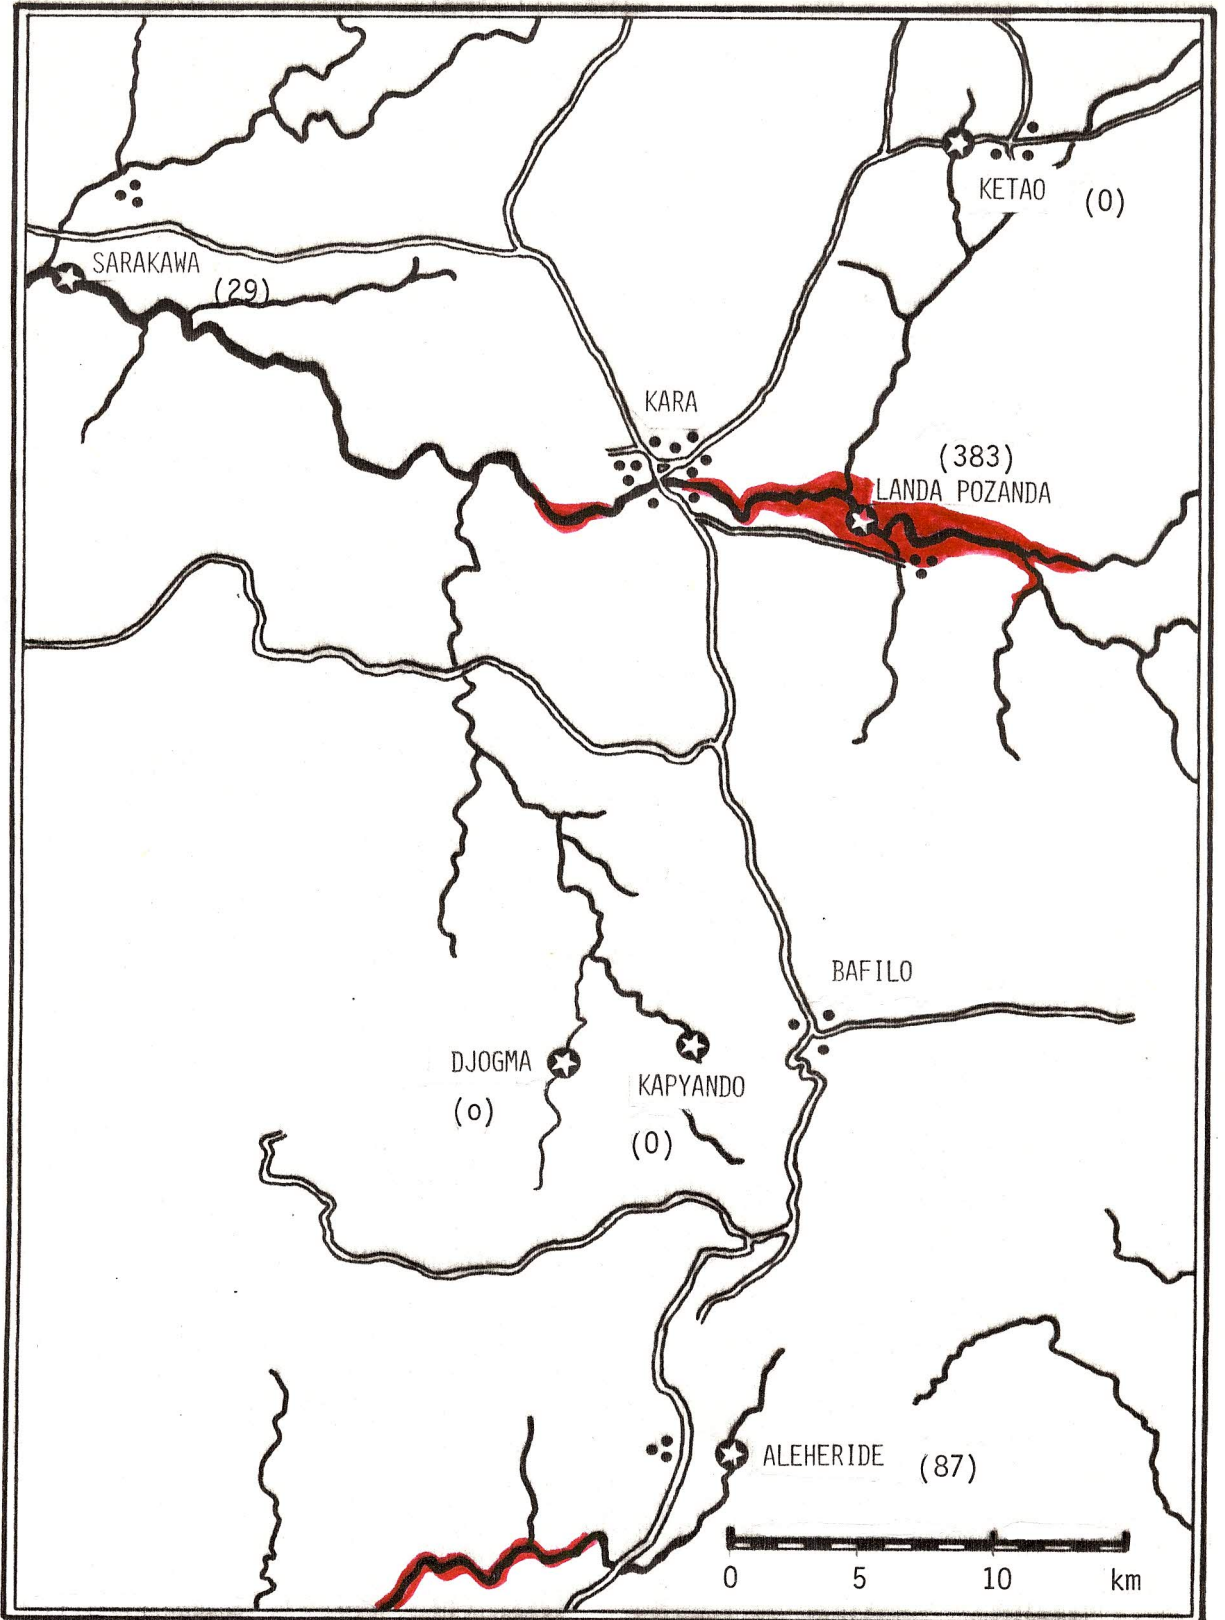 KETAO
(0)
SARAKAWA
(29)
KARA
(383)
LANDA POZANDA
BAFILO
DJOGMA
(o)
KAPYANDO
(0)
ALEHERIDE (87)
0 5 10 km